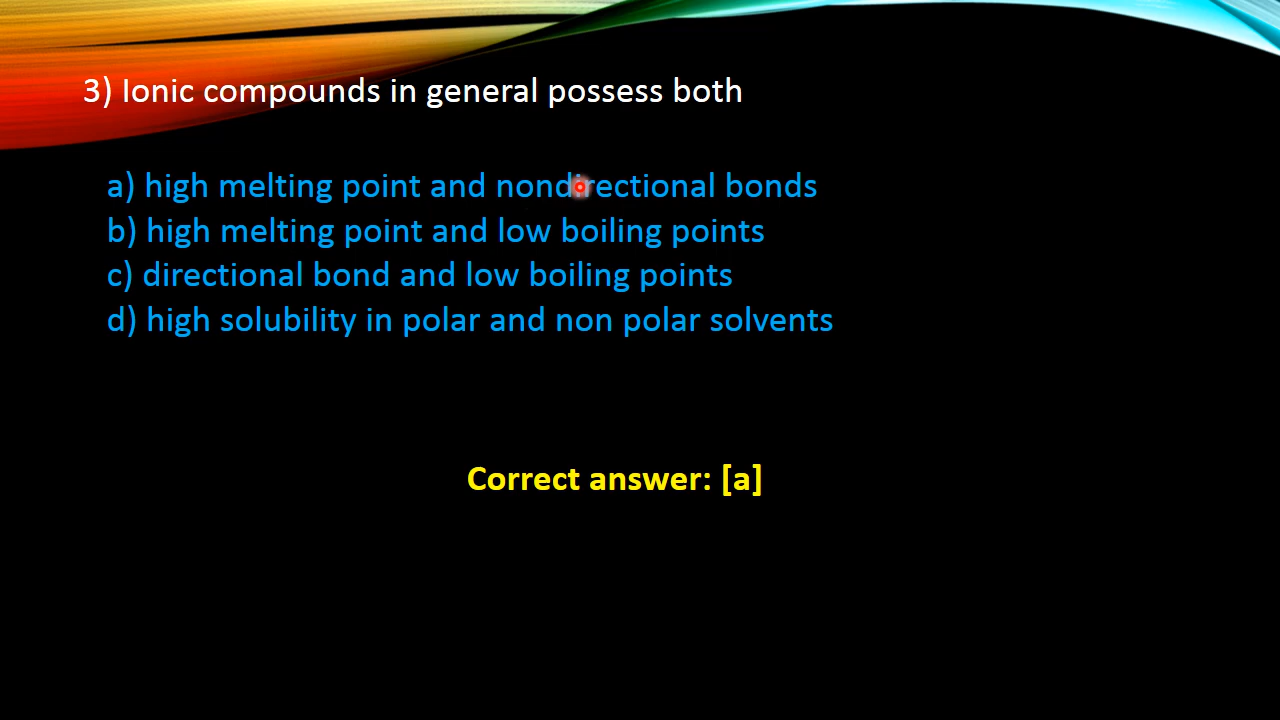 3) Ionic compounds in general possess both
a) high melting point and nondirectional bonds
b) high melting point and low boiling points
c) directional bond and low boiling points
d) high solubility in polar and non polar solvents
Correct answer: [a]